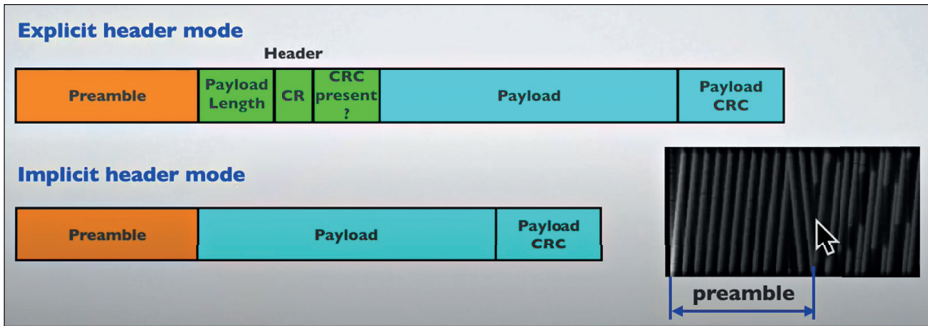 Explicit header mode
Header
Preamble
Payload
Length
CR
CRC
present
?
Payload
Payload
CRC
Implicit header mode
Preamble
Payload
Payload
CRC
preamble